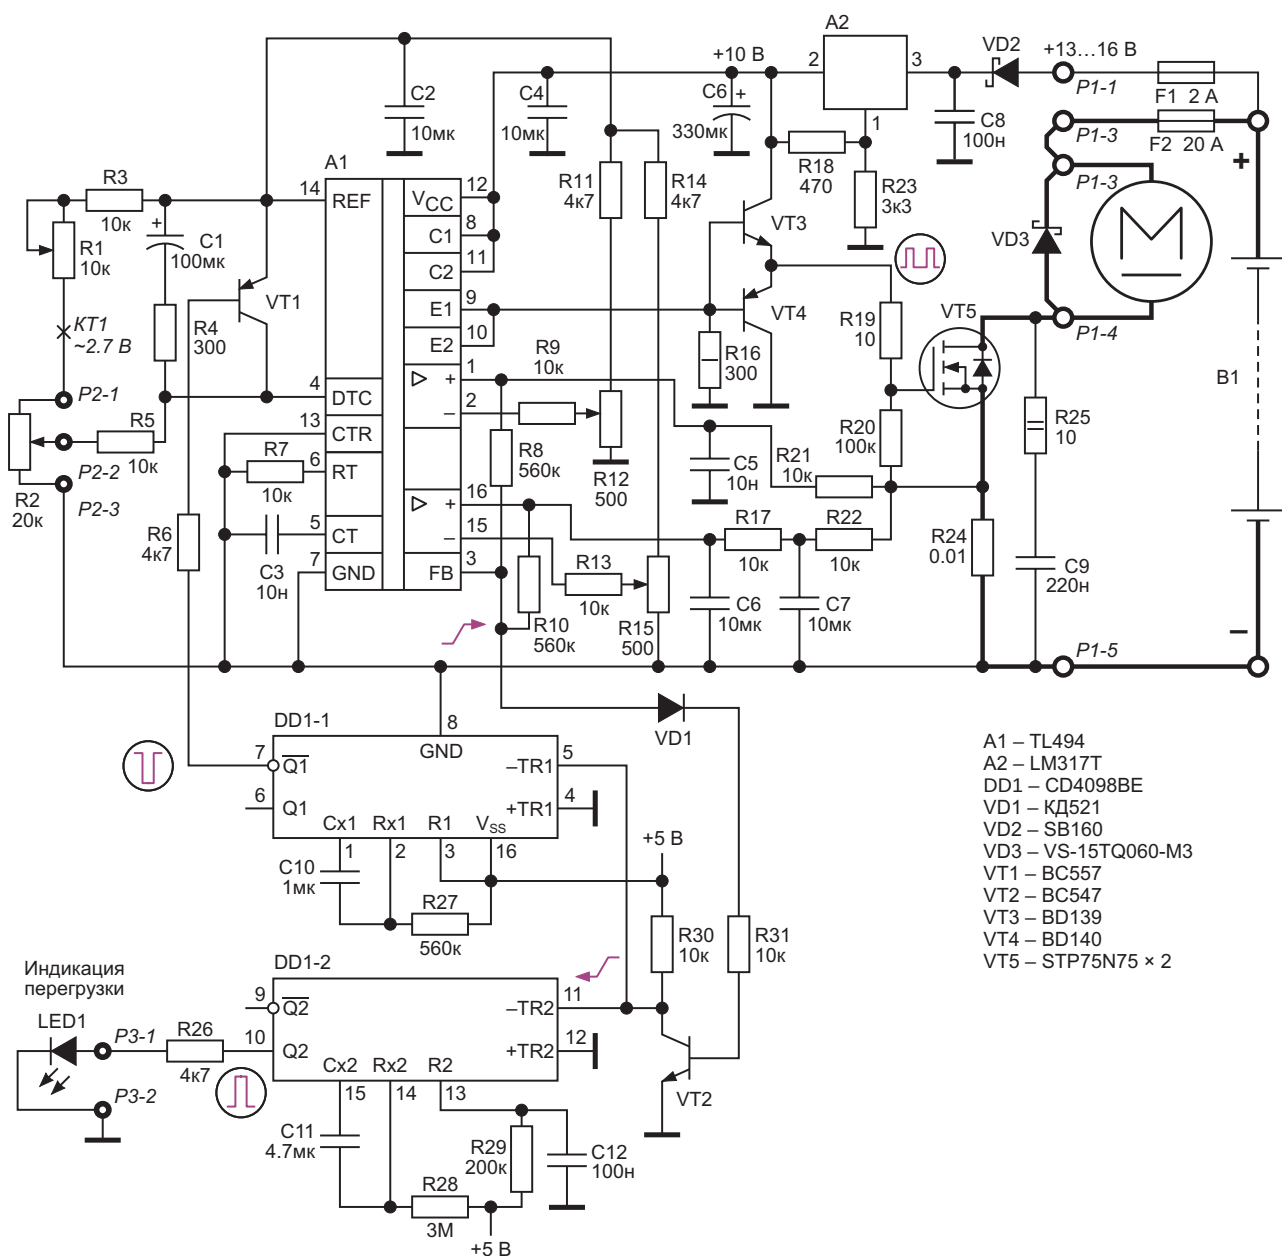 A2
+10 В
2
3
1
VD2
+13...16 В
P1-1
F1 2 А
P1-3
F2 20 А
P1-3
+
C2
10мк
C4
10мк
C6
+
330мк
C8
100н
R18
470
R23
3к3
A1
R3
10к
14
REF
VCC
12
C1
8
C2
11
E1
9
E2
10
R11
4к7
R14
4к7
VT3
VD3
М
R1
10к
+
C1
100мк
VT1
КТ1
~2.7 В
R4
300
R9
10к
R16
300
VT4
R19
10
VT5
P1-4
B1
P2-1
P2-2
P2-3
R2
20к
R5
10к
4
DTC
13
CTR
R7
10к
6
RT
5
CT
7
GND
C3
10н
+
1
−
2
+
16
−
15
FB
3
R8
560к
R12
500
C5
10н
R20
100к
R21
10к
R25
10
R6
4к7
R13
10к
R10
560к
R15
500
R17
10к
R22
10к
C6
10мк
C7
10мк
R24
0.01
C9
220н
P1-5
−
DD1-1
8
GND
VD1
7
Q1
6
Q1
5
–TR1
4
+TR1
Cx1
Rx1
R1
VSS
1
2
3
16
C10
1мк
R27
560к
+5 В
R30
10к
R31
10к
A1 – TL494
A2 – LM317T
DD1 – CD4098BE
VD1 – КД521
VD2 – SB160
VD3 – VS-15TQ060-M3
VT1 – BC557
VT2 – BC547
VT3 – BD139
VT4 – BD140
VT5 – STP75N75 × 2
DD1-2
Индикация
перегрузки
LED1
P3-1
P3-2
R26
4к7
9
Q2
10
Q2
11
–TR2
12
+TR2
Cx2
Rx2
R2
15
14
13
VT2
C11
4.7мк
R29
200к
C12
100н
R28
3М
+5 В